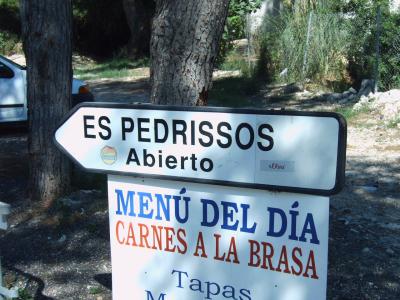 ES PEDRISSOS
Abierto
MENÚ DEL DÍA
CARNES A LA BRASA
Tapas